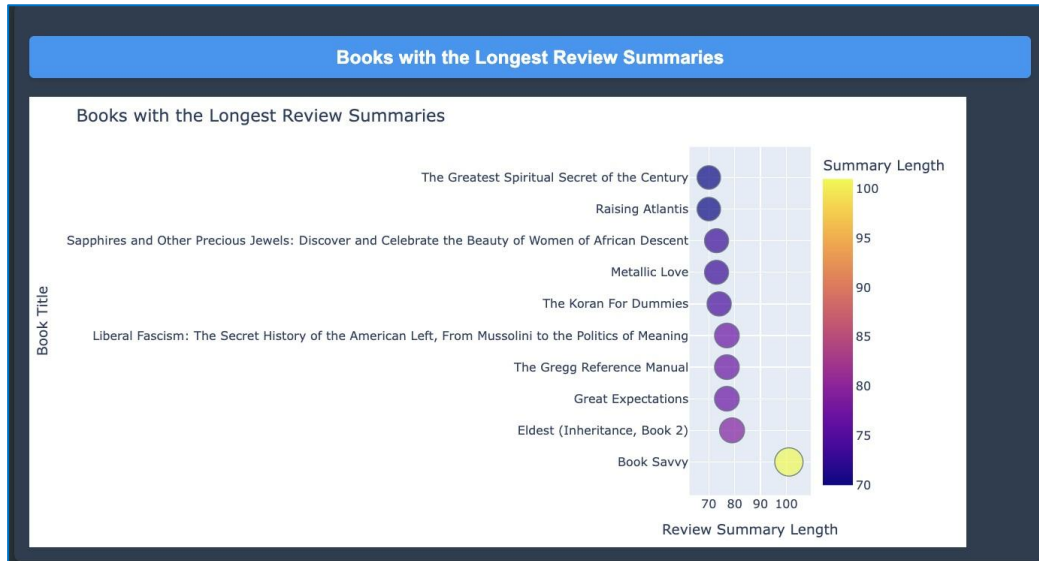 Books with the Longest Review Summaries
Books with the Longest Review Summaries
Summary Length
The Greatest Spiritual Secret of the Century
Raising Atlantis
Sapphires and Other Precious Jewels: Discover and Celebrate the Beauty of Women of African Descent
Metallic Love
The Koran For Dummies
Liberal Fascism: The Secret History of the American Left, From Mussolini to the Politics of Meaning
The Gregg Reference Manual
Great Expectations
Eldest (Inheritance, Book 2)
Book Savvy
Book Title
70 80 90 100
Review Summary Length
100
95
90
85
80
75
70